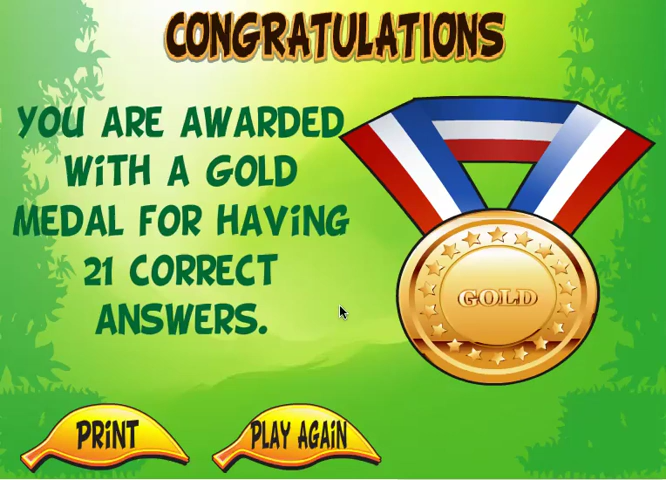 CONGRATULATIONS
YOU ARE AWARDED
WITH A GOLD
MEDAL FOR HAVING
21 CORRECT
ANSWERS.
GOLD
PRINT
PLAY AGAIN